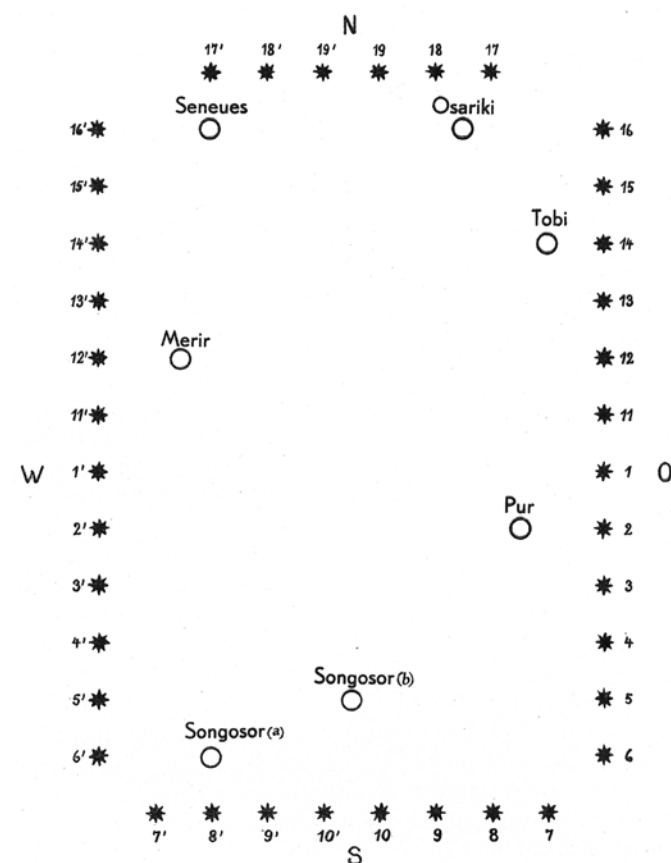 N
17' 18' 19' 19 18 17
Seneues Osariki
16' 16
15' 15
Tobi
14' 14
13' 13
Merir
12' 12
11' 11
W 1' 1 O
Pur
2' 2
3' 3
4' 4
Songosor (b)
5' 5
Songosor (a)
6' 6
7' 8' 9' 10' 10 9 8 7
S